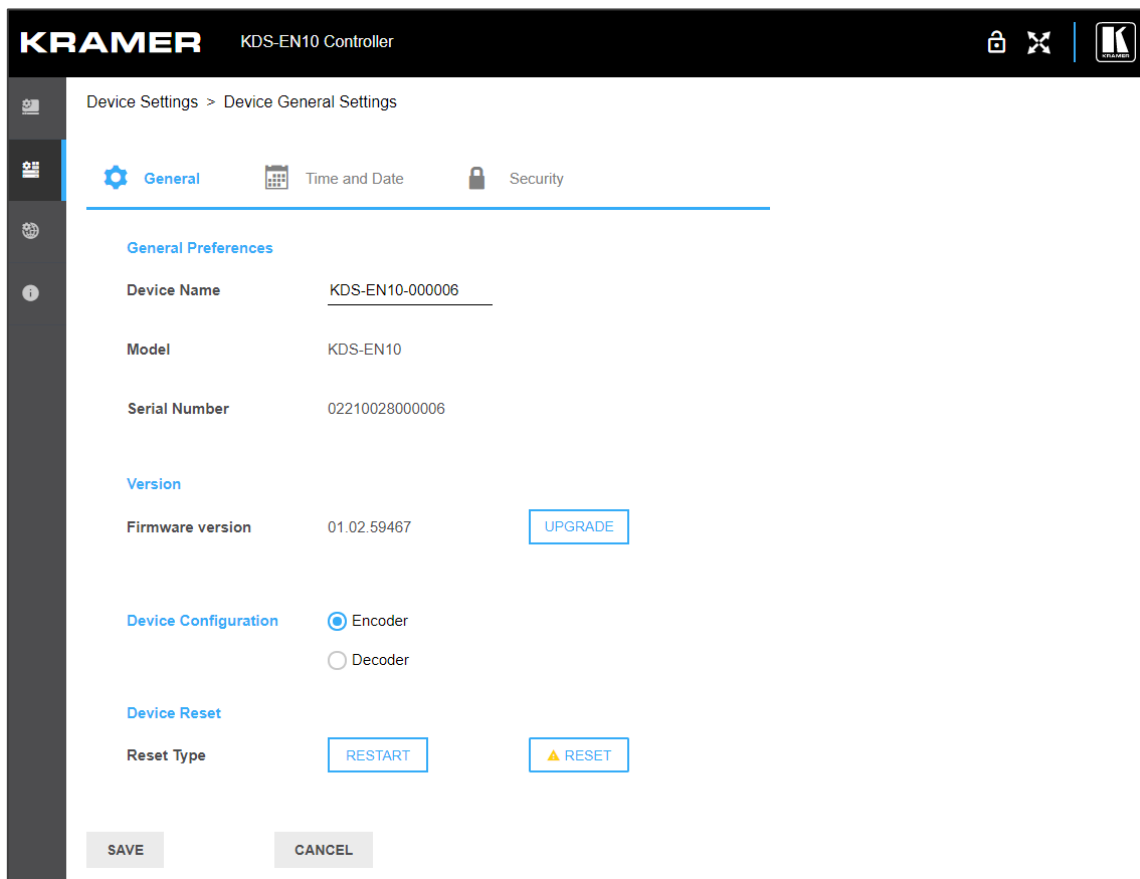 KRAMER KDS-EN10 Controller
KRAMER
Device Settings > Device General Settings
General Time and Date Security
General Preferences
Device Name KDS-EN10-000006
Model KDS-EN10
Serial Number 02210028000006
Version
Firmware version 01.02.59467 UPGRADE
Device Configuration Encoder
Decoder
Device Reset
Reset Type RESTART RESET
SAVE CANCEL